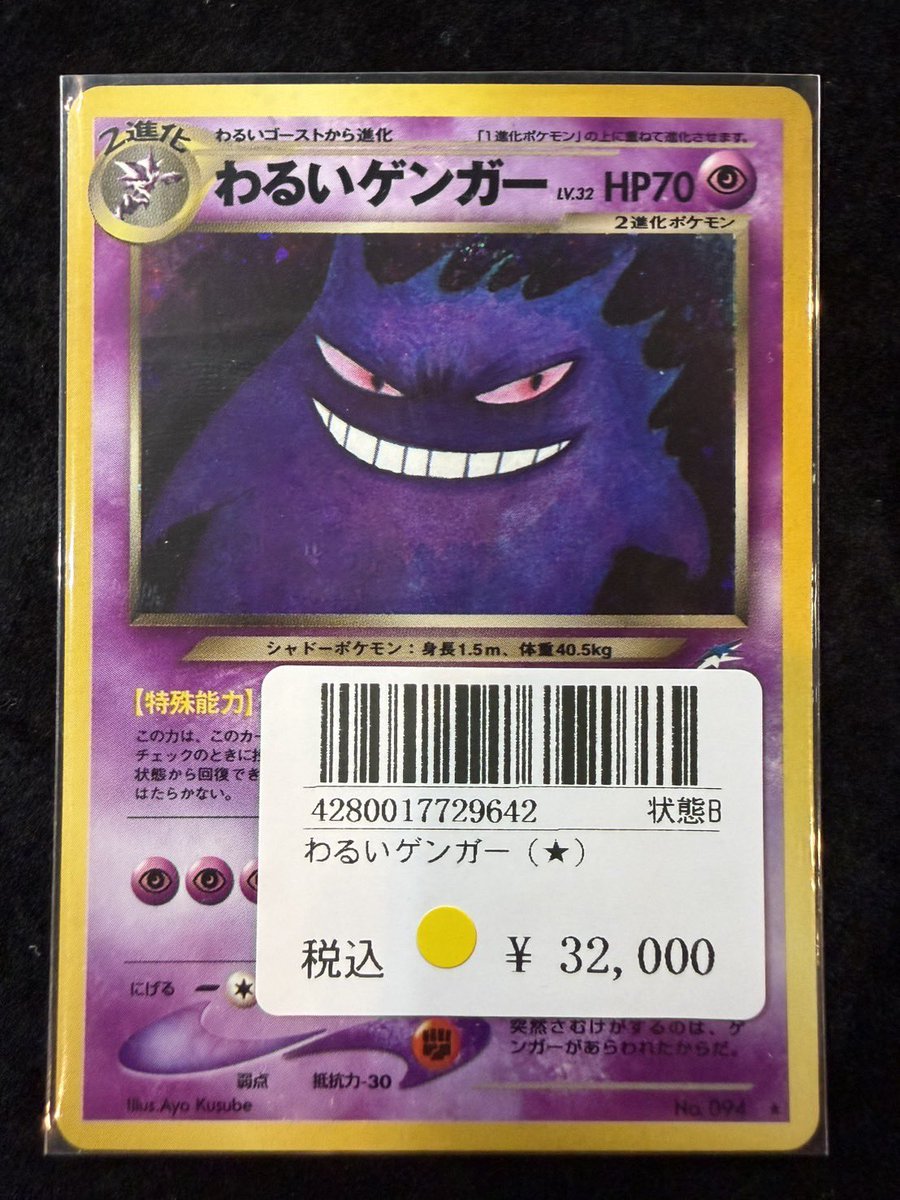 2進化
わるいゴーストから進化
「1進化ポケモン」の上に重ねて進化させます。
わるいゲンガー LV.32 HP70
2進化ポケモン
シャドーポケモン：身長1.5m、体重40.5kg
【特殊能力】
この力は、このカー
チェックのときに
状態から回復でき
はたらかない。
4280017729642 状態B
わるいゲンガー（★）
税込 ¥ 32,000
にげる
突然さむけがするのは、ゲ
ンガーがあらわれたからだ。
弱点 抵抗力-30
Illus.Ayo Kusube
No. 094 ★